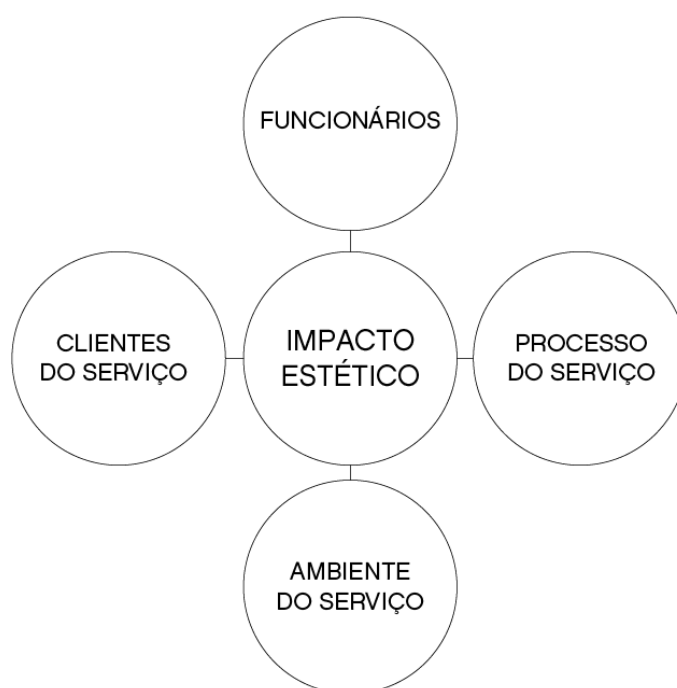 FUNCIONÁRIOS
CLIENTES
DO SERVIÇO
IMPACTO
ESTÉTICO
PROCESSO
DO SERVIÇO
AMBIENTE
DO SERVIÇO